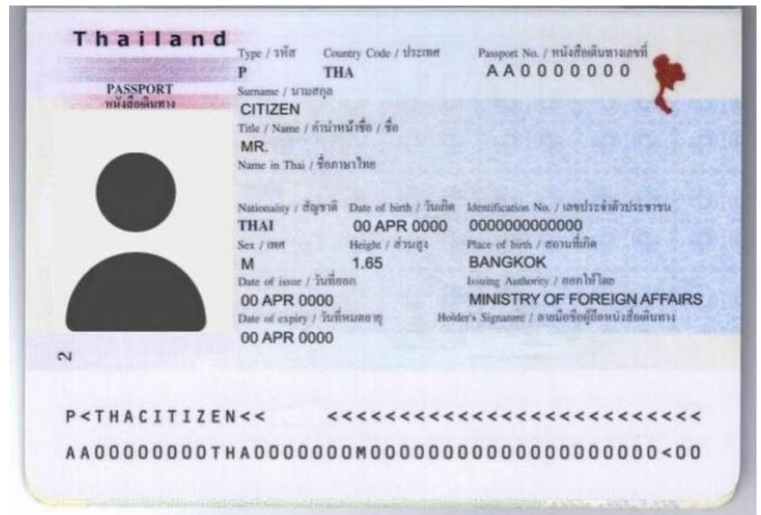 Thailand
PASSPORT
หนังสือเดินทาง
Type / รหัส Country Code / ประเทศ Passport No. / หนังสือเดินทางเลขที่
P THA AA0000000
Surname / นามสกุล
CITIZEN
Title / Name / คำนำหน้าชื่อ / ชื่อ
MR.
Name in Thai / ชื่อภาษาไทย
Nationality / สัญชาติ Date of birth / วันเกิด Identification No. / เลขประจำตัวประชาชน
THAI 00 APR 0000 0000000000000
Sex / เพศ Height / ส่วนสูง Place of birth / สถานที่เกิด
M 1.65 BANGKOK
Date of issue / วันที่ออก Issuing Authority / ออกให้โดย
00 APR 0000 MINISTRY OF FOREIGN AFFAIRS
Date of expiry / วันที่หมดอายุ Holder's Signature / ลายมือชื่อผู้ถือหนังสือเดินทาง
00 APR 0000
2
P<THACITIZEN<< <<<<<<<<<<<<<<<<<<<<<<<<<<
AA00000000THA0000000M0000000000000000000000<00